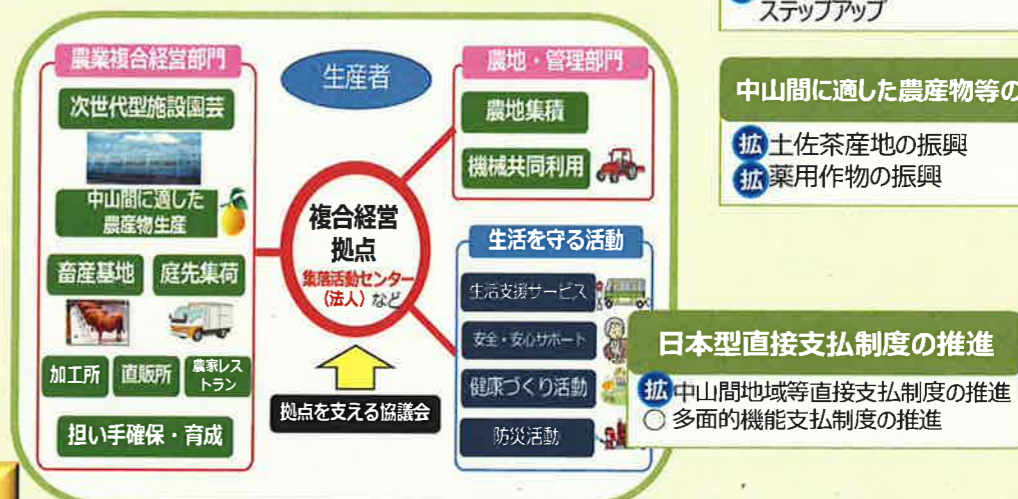 ステップアップ
農業複合経営部門
次世代型施設園芸
中山間に適した
農産物生産
畜産基地
庭先集荷
加工所
直販所
農家レス
トラン
担い手確保・育成
生産者
複合経営
拠点
集落活動センター
(法人)など
拠点を支える協議会
農地・管理部門
農地集積
機械共同利用
生活を守る活動
生活支援サービス
安全・安心サポート
健康づくり活動
防災活動
中山間に適した農産物等の
拡 土佐茶産地の振興
拡 薬用作物の振興
日本型直接支払制度の推進
拡 中山間地域等直接支払制度の推進
○ 多面的機能支払制度の推進